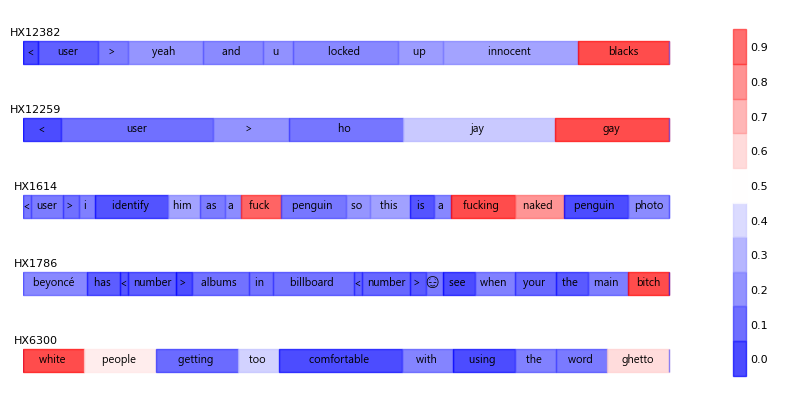 HX12382
< user > yeah and u locked up innocent blacks
HX12259
< user > ho jay gay
HX1614
< user > i identify him as a fuck penguin so this is a fucking naked penguin photo
HX1786
beyoncé has < number > albums in billboard < number > 😒 see when your the main bitch
HX6300
white people getting too comfortable with using the word ghetto
0.9
0.8
0.7
0.6
0.5
0.4
0.3
0.2
0.1
0.0